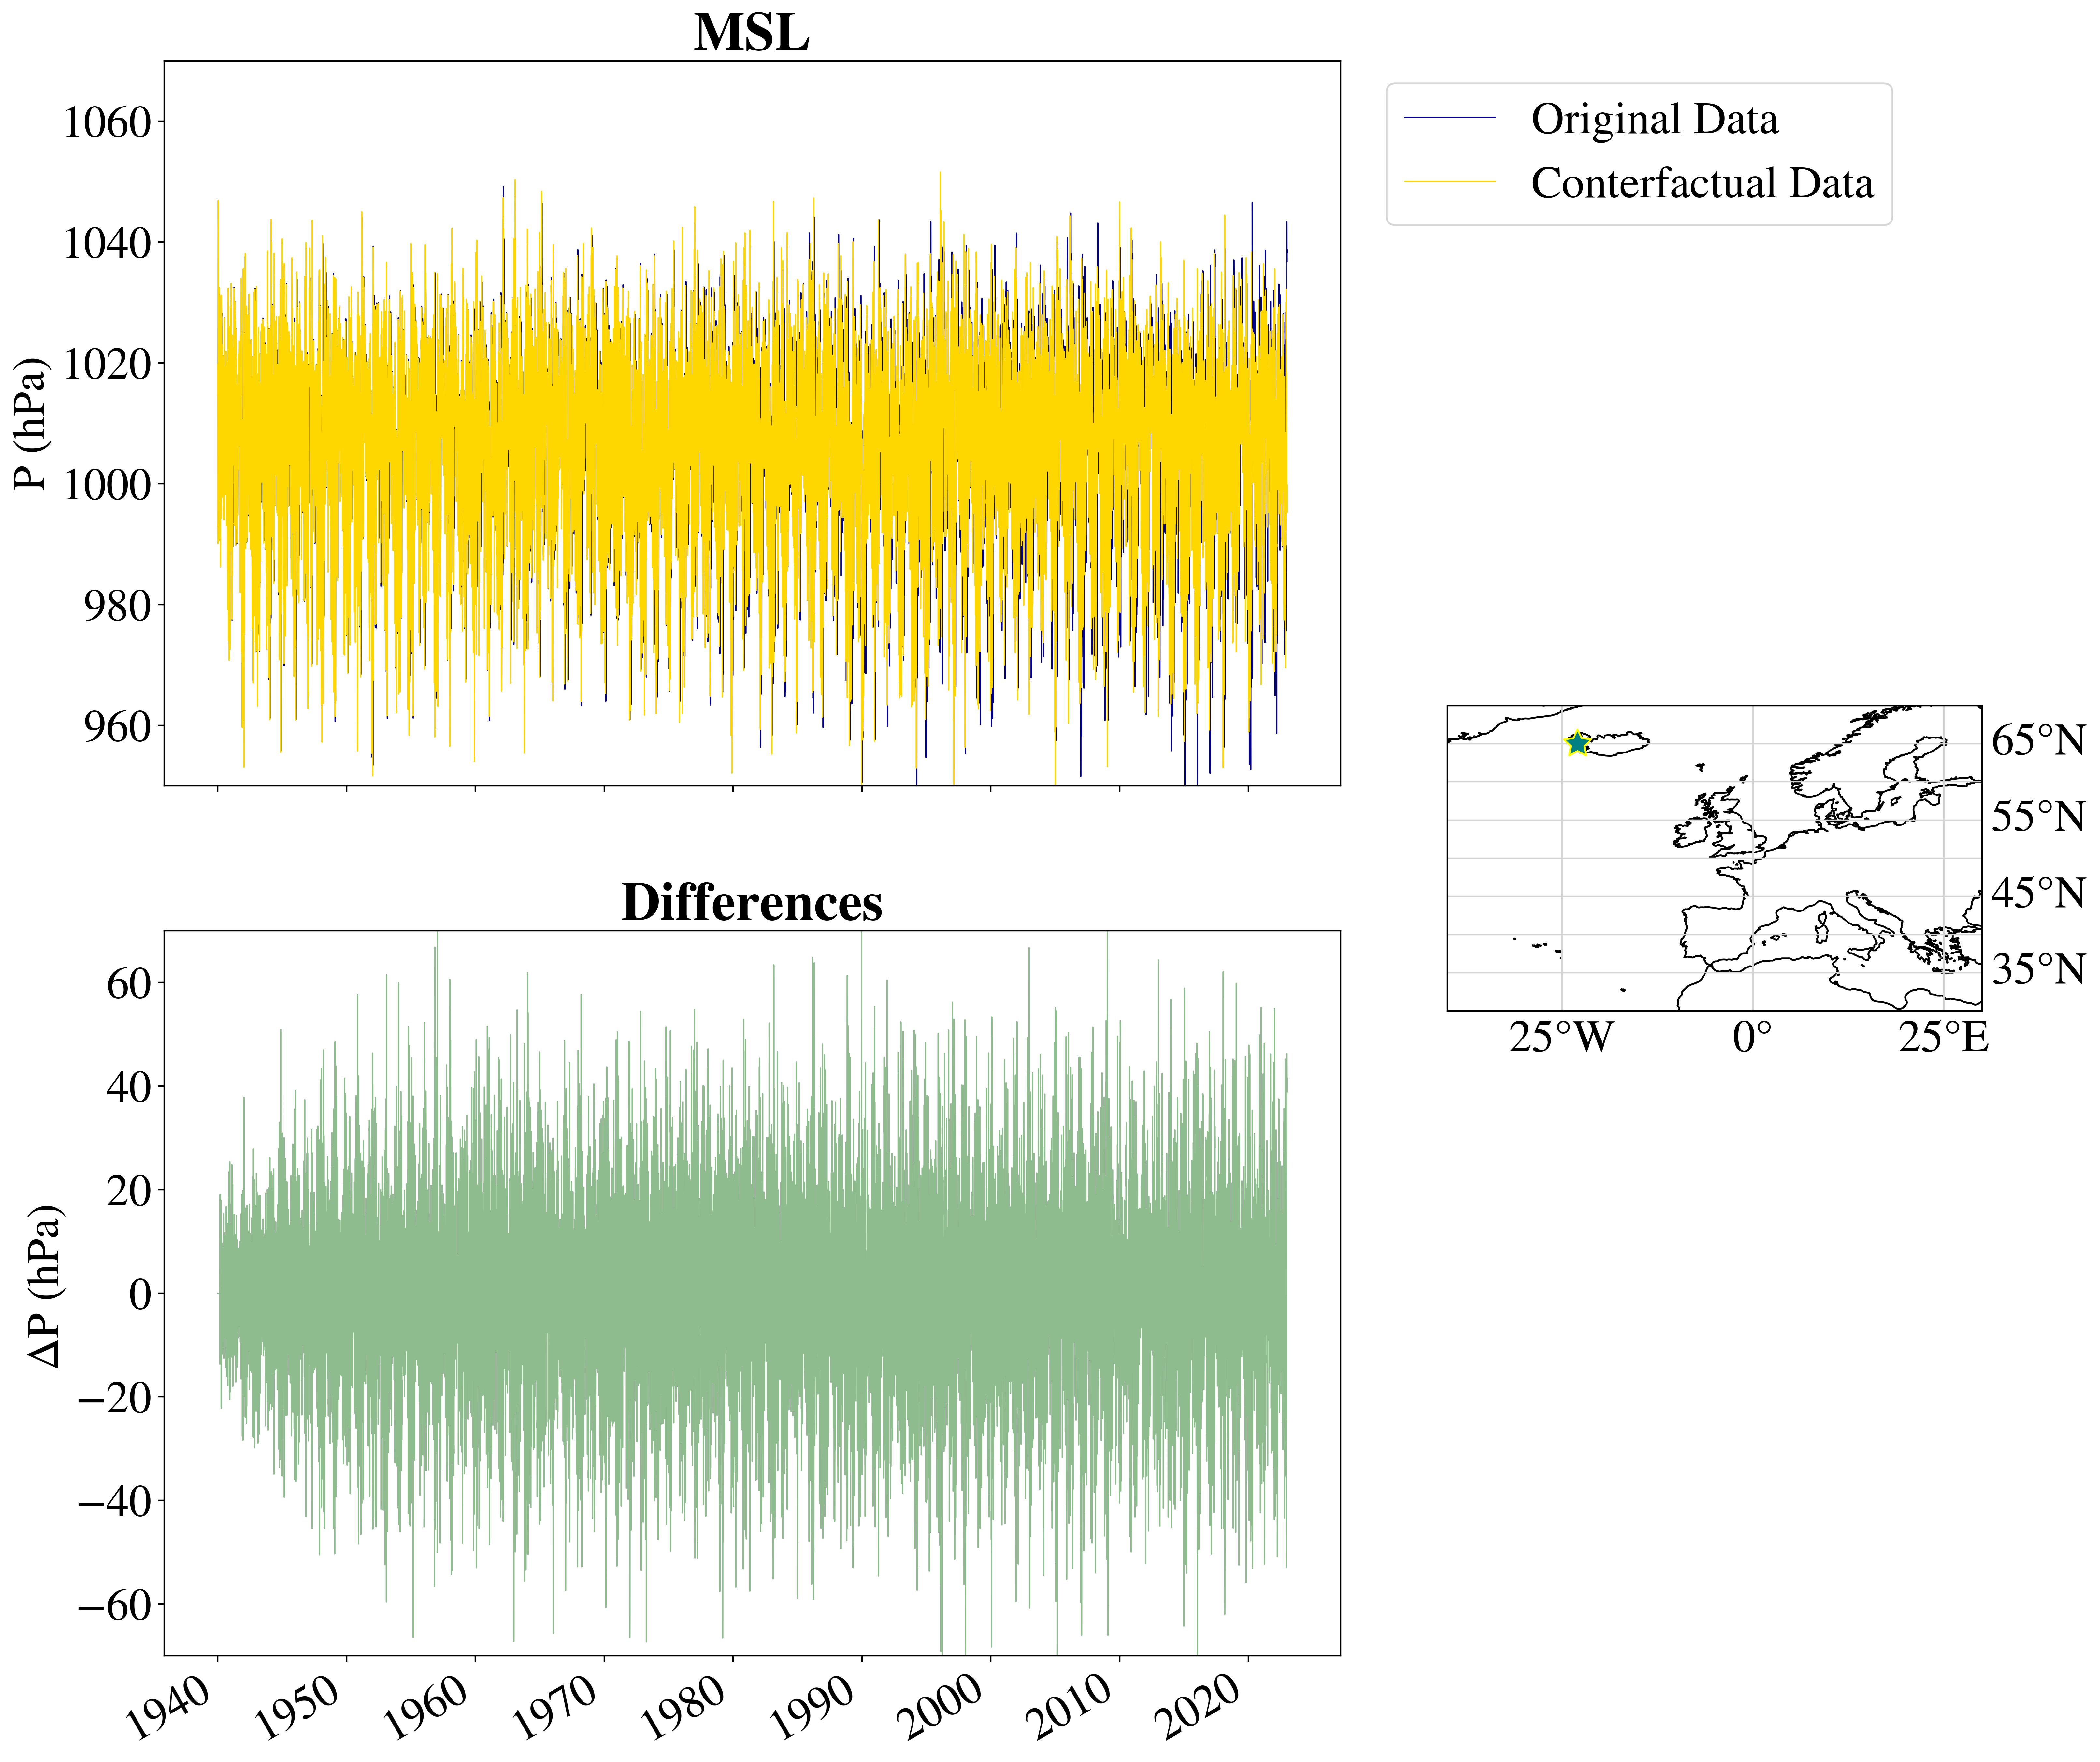 MSL
1060
1040
1020
1000
980
960
P (hPa)
Original Data
Conterfactual Data
65°N
55°N
45°N
35°N
25°W 0° 25°E
Differences
60
40
20
0
−20
−40
−60
ΔP (hPa)
1940 1950 1960 1970 1980 1990 2000 2010 2020